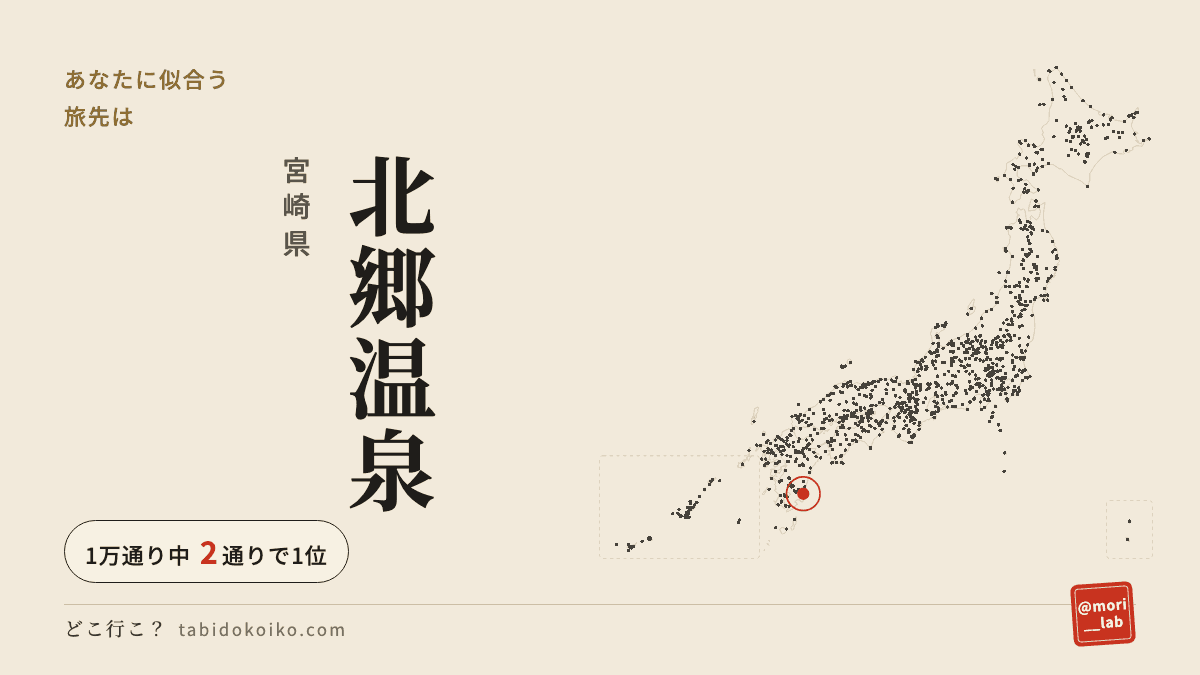 あなたに似合う
旅先は
北郷温泉
宮崎県
1万通り中 2通りで1位
どこ行こ？ tabidokoiko.com
@mori
__lab